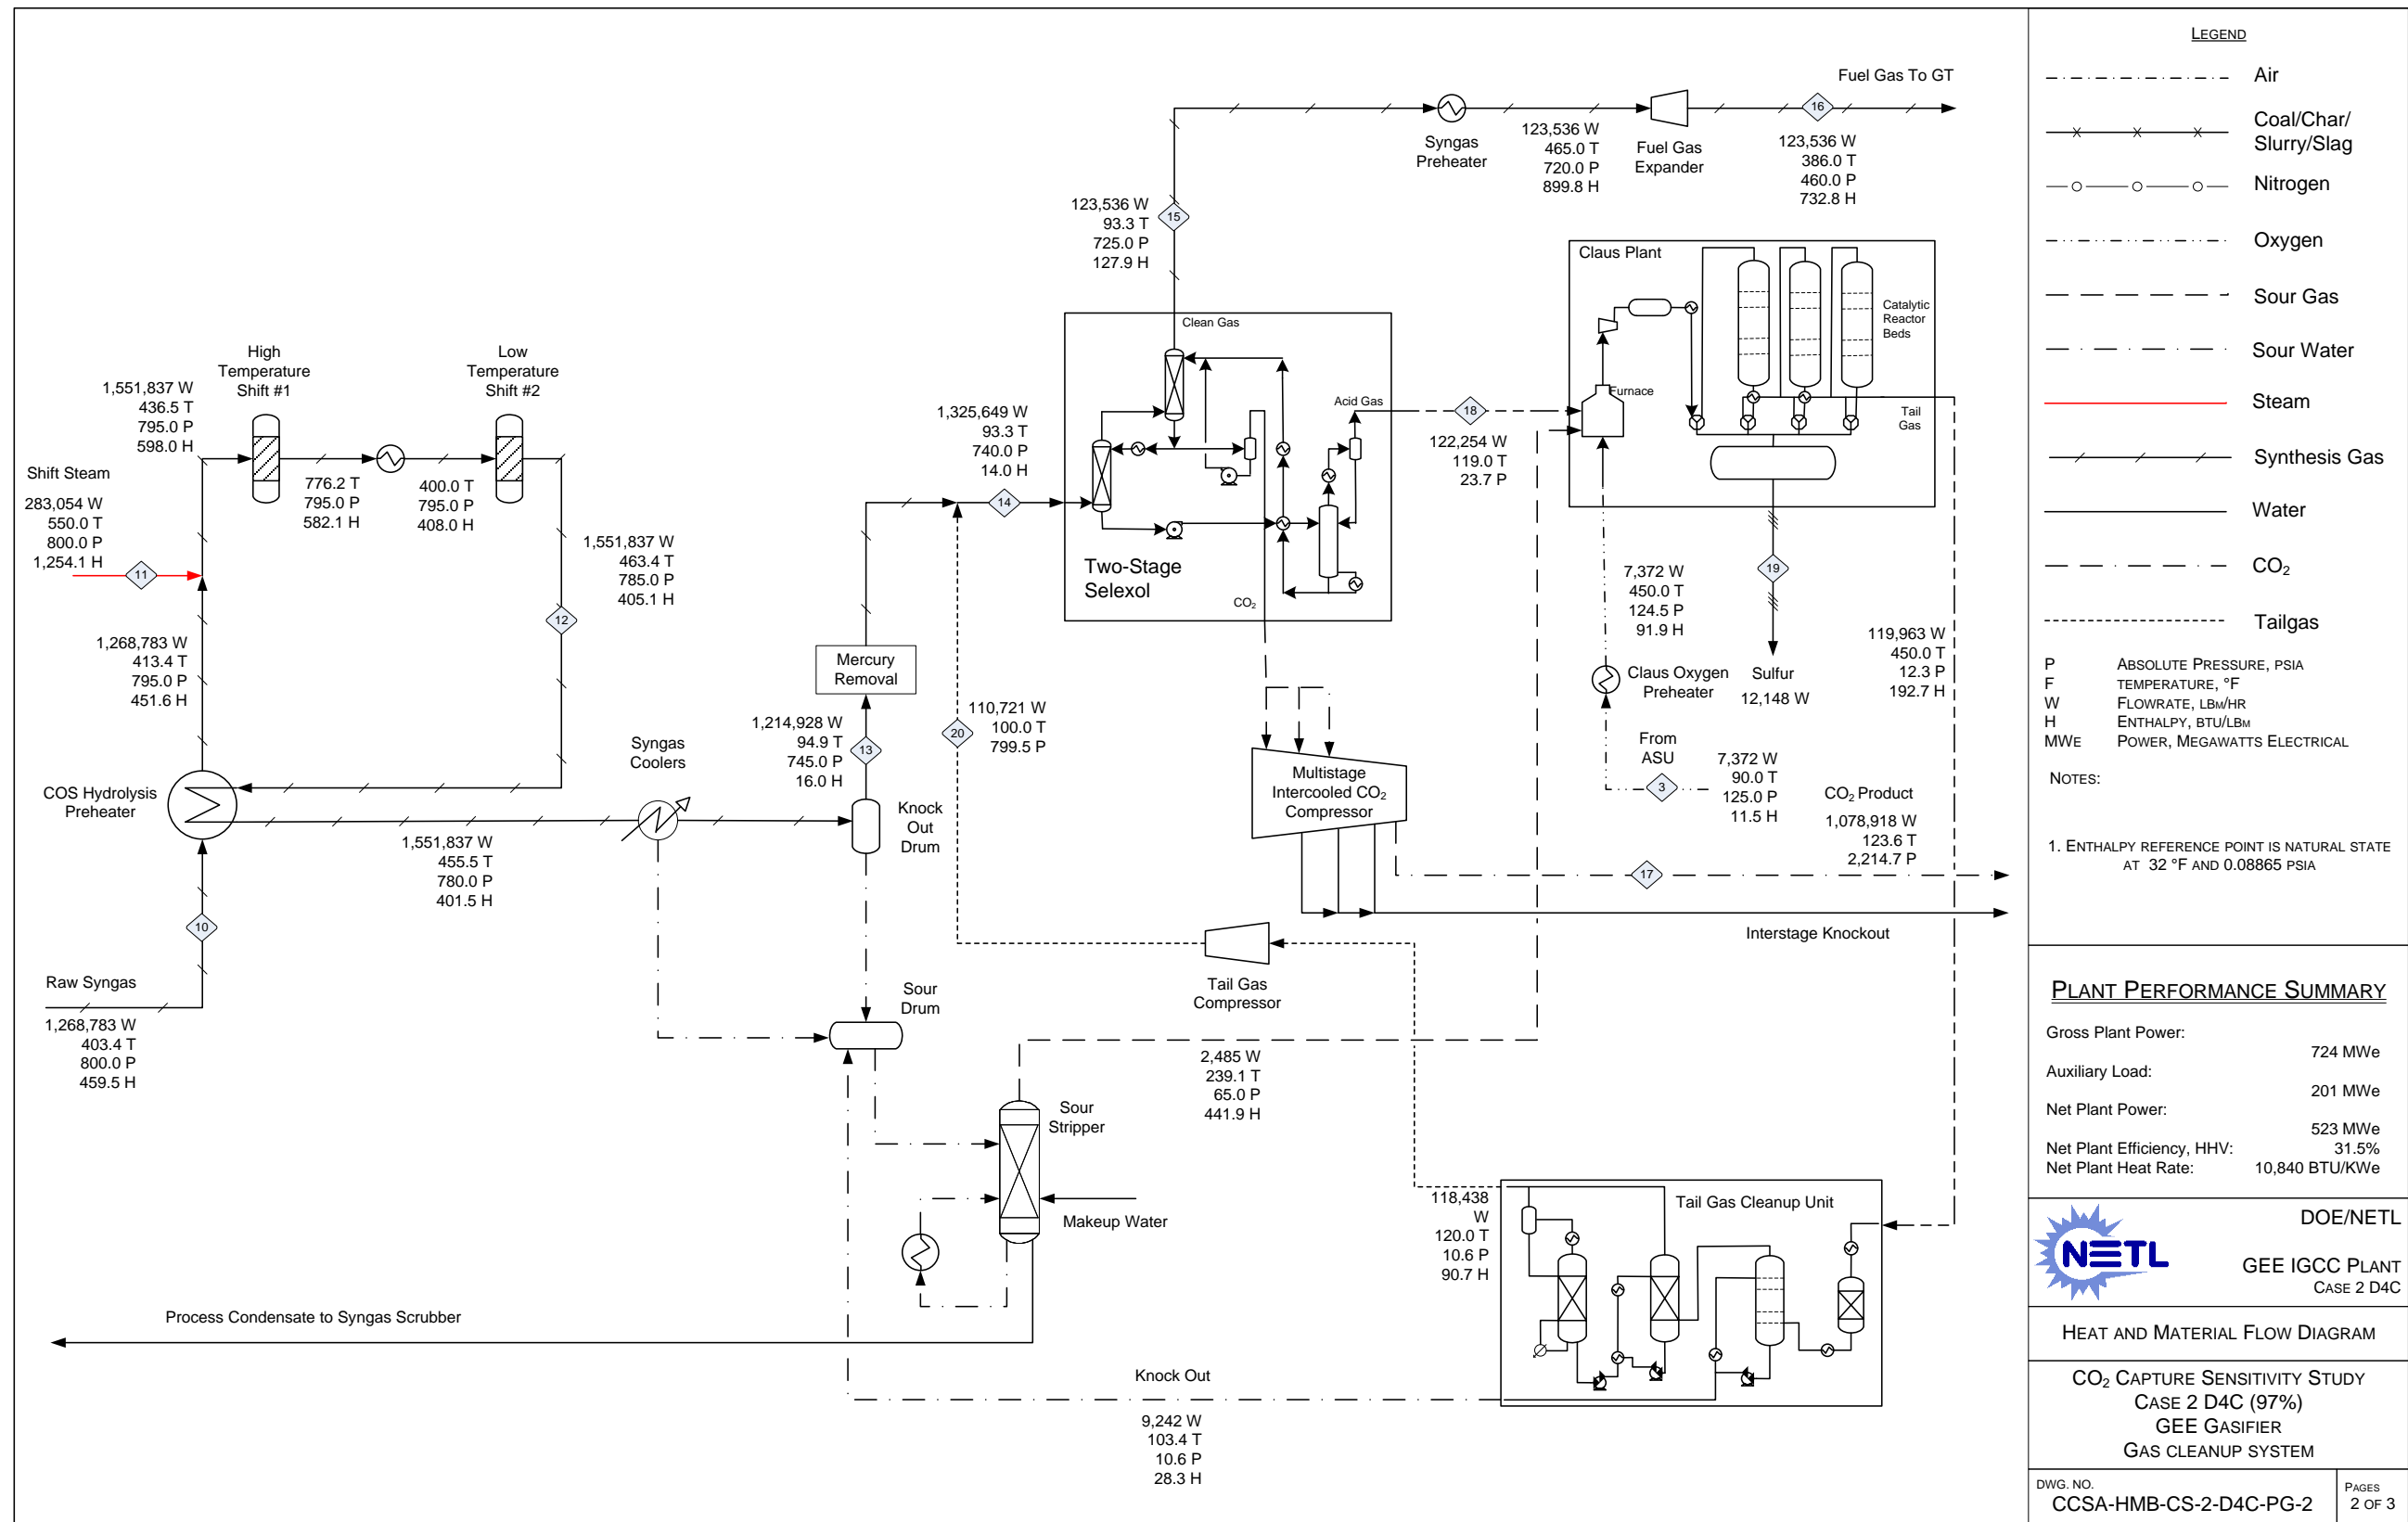 Fuel Gas To GT
16
Syngas
Preheater
123,536 W
465.0 T
720.0 P
899.8 H
Fuel Gas
Expander
123,536 W
386.0 T
460.0 P
732.8 H
123,536 W
93.3 T
725.0 P
127.9 H
15
Clean Gas
Acid Gas
Two-Stage
Selexol
CO2
High
Temperature
Shift #1
Low
Temperature
Shift #2
1,551,837 W
436.5 T
795.0 P
598.0 H
776.2 T
795.0 P
582.1 H
400.0 T
795.0 P
408.0 H
Shift Steam
283,054 W
550.0 T
800.0 P
1,254.1 H
11
1,551,837 W
463.4 T
785.0 P
405.1 H
12
1,268,783 W
413.4 T
795.0 P
451.6 H
COS Hydrolysis
Preheater
1,551,837 W
455.5 T
780.0 P
401.5 H
10
Raw Syngas
1,268,783 W
403.4 T
800.0 P
459.5 H
Syngas
Coolers
1,214,928 W
94.9 T
745.0 P
16.0 H
13
Mercury
Removal
Knock
Out
Drum
1,325,649 W
93.3 T
740.0 P
14.0 H
14
110,721 W
100.0 T
799.5 P
20
Sour
Drum
Sour
Stripper
Makeup Water
Process Condensate to Syngas Scrubber
Tail Gas
Compressor
2,485 W
239.1 T
65.0 P
441.9 H
Knock Out
9,242 W
103.4 T
10.6 P
28.3 H
118,438
W
120.0 T
10.6 P
90.7 H
Tail Gas Cleanup Unit
Multistage
Intercooled CO2
Compressor
CO2 Product
1,078,918 W
123.6 T
2,214.7 P
17
Interstage Knockout
18
122,254 W
119.0 T
23.7 P
Claus Plant
Furnace
Catalytic
Reactor
Beds
Tail
Gas
7,372 W
450.0 T
124.5 P
91.9 H
Claus Oxygen
Preheater
From
ASU
3
7,372 W
90.0 T
125.0 P
11.5 H
19
Sulfur
12,148 W
119,963 W
450.0 T
12.3 P
192.7 H
LEGEND
Air
Coal/Char/
Slurry/Slag
Nitrogen
Oxygen
Sour Gas
Sour Water
Steam
Synthesis Gas
Water
CO2
Tailgas
P ABSOLUTE PRESSURE, PSIA
F TEMPERATURE, °F
W FLOWRATE, LBM/HR
H ENTHALPY, BTU/LBM
MWE POWER, MEGAWATTS ELECTRICAL
NOTES:
1. ENTHALPY REFERENCE POINT IS NATURAL STATE
AT 32 °F AND 0.08865 PSIA
PLANT PERFORMANCE SUMMARY
Gross Plant Power:
724 MWe
Auxiliary Load:
201 MWe
Net Plant Power:
523 MWe
Net Plant Efficiency, HHV: 31.5%
Net Plant Heat Rate: 10,840 BTU/KWe
NETL
DOE/NETL
GEE IGCC PLANT
CASE 2 D4C
HEAT AND MATERIAL FLOW DIAGRAM
CO2 CAPTURE SENSITIVITY STUDY
CASE 2 D4C (97%)
GEE GASIFIER
GAS CLEANUP SYSTEM
DWG. NO.
CCSA-HMB-CS-2-D4C-PG-2
PAGES
2 OF 3